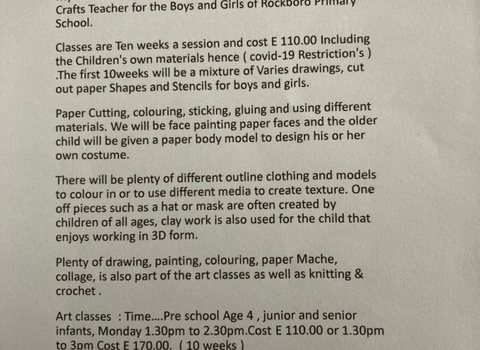 Crafts Teacher for the Boys and Girls of Rockboro Primary
School.
Classes are Ten weeks a session and cost E 110.00 Including
the Children's own materials hence ( covid-19 Restriction's )
.The first 10weeks will be a mixture of Varies drawings, cut
out paper Shapes and Stencils for boys and girls.
Paper Cutting, colouring, sticking, gluing and using different
materials. We will be face painting paper faces and the older
child will be given a paper body model to design his or her
own costume.
There will be plenty of different outline clothing and models
to colour in or to use different media to create texture. One
off pieces such as a hat or mask are often created by
children of all ages, clay work is also used for the child that
enjoys working in 3D form.
Plenty of drawing, painting, colouring, paper Mache,
collage, is also part of the art classes as well as knitting &
crochet .
Art classes : Time....Pre school Age 4 , junior and senior
infants, Monday 1.30pm to 2.30pm.Cost E 110.00 or 1.30pm
to 3pm Cost E 170.00. ( 10 weeks )